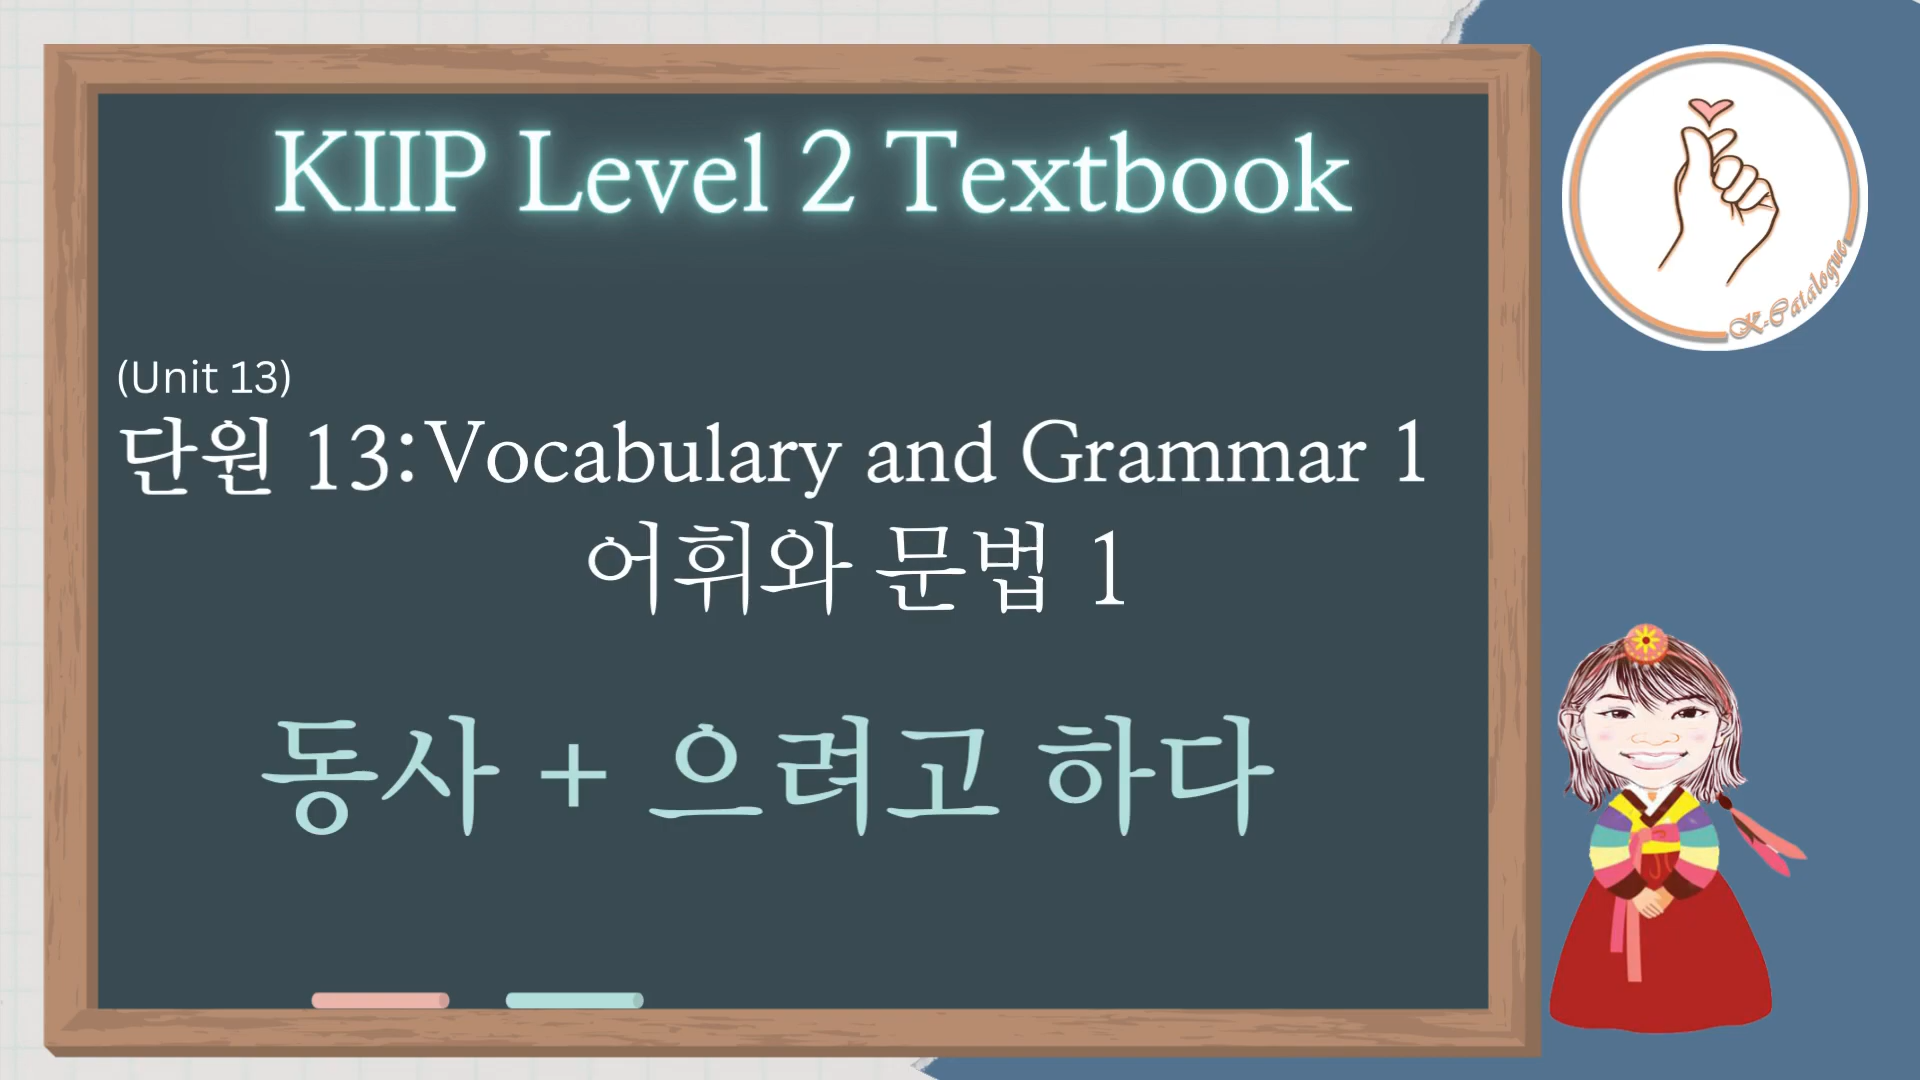 KIIP Level 2 Textbook
K-Catalogue
(Unit 13)
단원 13:Vocabulary and Grammar 1
어휘와 문법 1
동사 + 으려고 하다